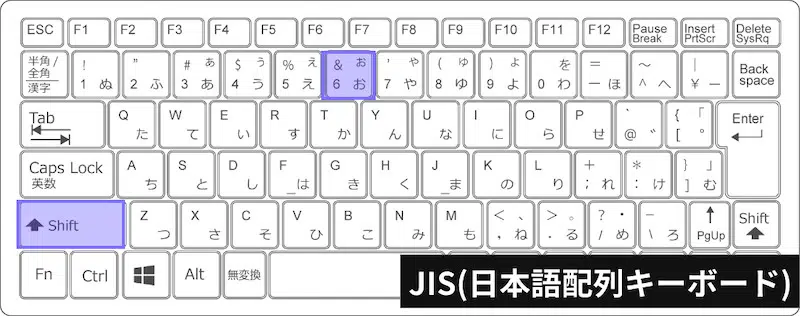 ESC F1 F2 F3 F4 F5 F6 F7 F8 F9 F10 F11 F12 Pause Break Insert PrtScr Delete SysRq
半角/全角 漢字 ! 1 ぬ " 2 ふ # ぁ 3 あ $ ぅ 4 う % ぇ 5 え & ぉ 6 お ' ゃ 7 や ( ゅ 8 ゆ ) ょ 9 よ を 0 わ = － ほ ～ ^ へ | ¥ ー Back space
Tab Q た W て E い R す T か Y ん U な I に O ら P せ ` @ ゛ { 「 [ ゜ Enter
Caps Lock 英数 A ち S と D し F_ は G き H く J_ ま K の L り + ; れ * : け } 」 ] む
Shift Z つ X さ C そ V ひ B こ N み M も < 、 , ね > 。 . る ? ・ / め _ \ ろ PgUp Shift
Fn Ctrl Alt 無変換 JIS(日本語配列キーボード)